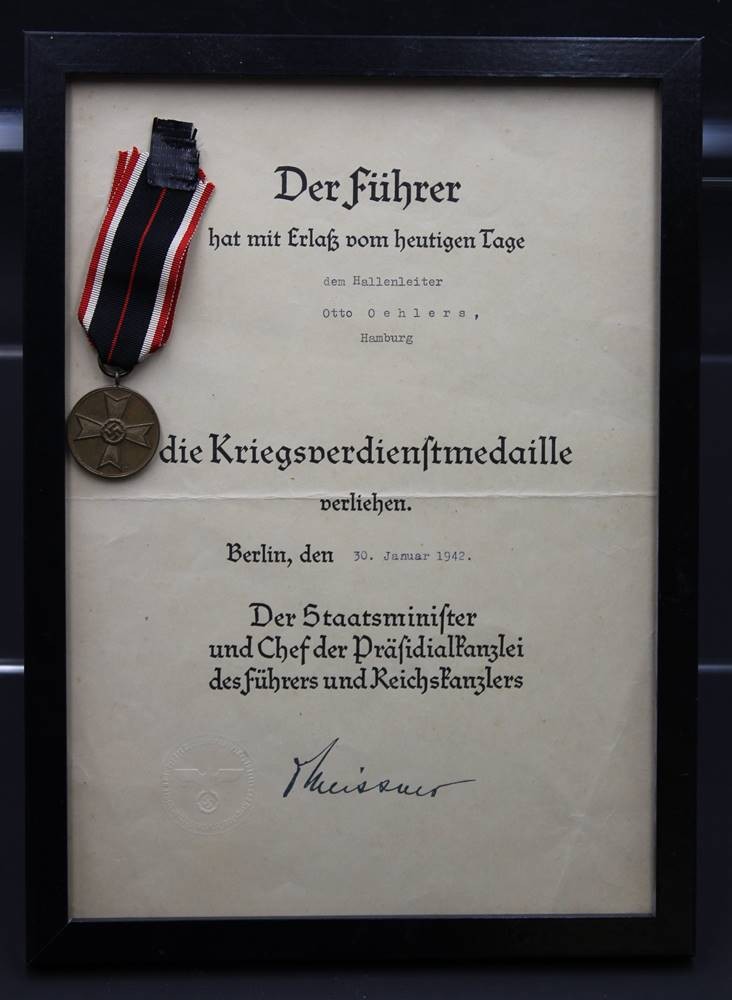 Der Führer
hat mit Erlaß vom heutigen Tage
dem Hallenleiter
Otto Oehlers,
Hamburg
die Kriegsverdienſtmedaille
verliehen.
Berlin, den 30. Januar 1942.
Der Staatsminiſter
und Chef der Präſidialkanzlei
des Führers und Reichskanzlers
Meissner